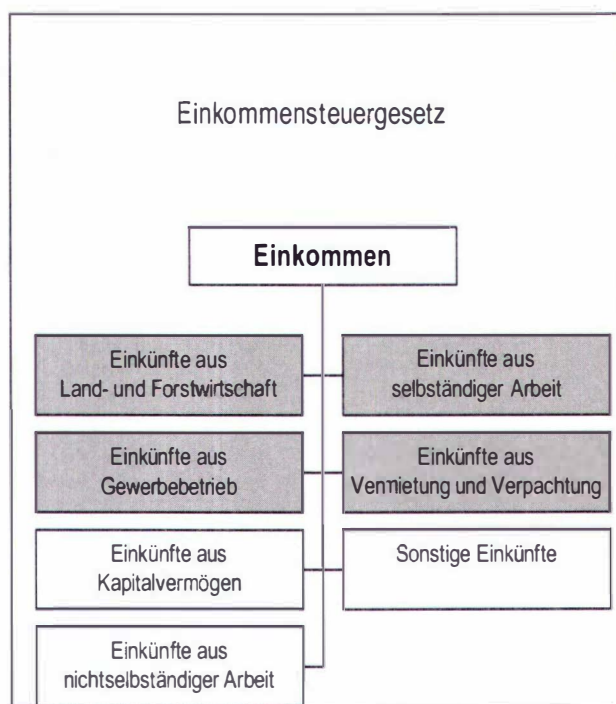 Einkommensteuergesetz
Einkommen
Einkünfte aus
Land- und Forstwirtschaft
Einkünfte aus
selbständiger Arbeit
Einkünfte aus
Gewerbebetrieb
Einkünfte aus
Vermietung und Verpachtung
Einkünfte aus
Kapitalvermögen
Sonstige Einkünfte
Einkünfte aus
nichtselbständiger Arbeit